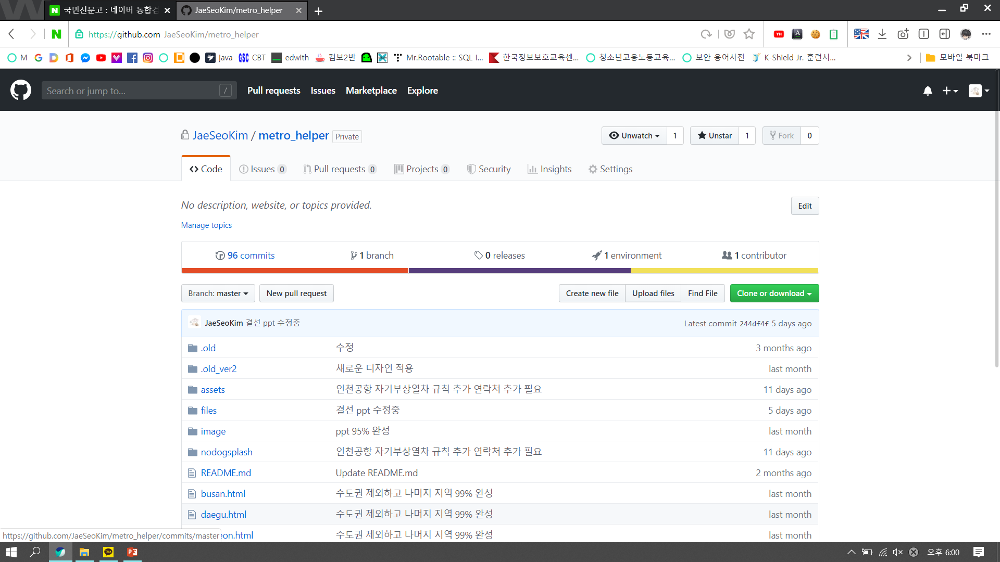 국민신문고 : 네이버 통합검
JaeSeoKim/metro_helper
https://github.com JaeSeoKim/metro_helper
M
java
CBT
edwith
컴보2반
Mr.Rootable :: SQL I...
한국정보보호교육센...
청소년고용노동교육...
보안 용어사전
K-Shield Jr. 훈련시...
모바일 북마크
Search or jump to... /
Pull requests Issues Marketplace Explore
JaeSeoKim / metro_helper Private
Unwatch 1 Unstar 1 Fork 0
Code Issues 0 Pull requests 0 Projects 0 Security Insights Settings
No description, website, or topics provided. Edit
Manage topics
96 commits 1 branch 0 releases 1 environment 1 contributor
Branch: master New pull request Create new file Upload files Find File Clone or download
JaeSeoKim 결선 ppt 수정중 Latest commit 244df4f 5 days ago
.old 수정 3 months ago
.old_ver2 새로운 디자인 적용 last month
assets 인천공항 자기부상열차 규칙 추가 연락처 추가 필요 11 days ago
files 결선 ppt 수정중 5 days ago
image ppt 95% 완성 last month
nodogsplash 인천공항 자기부상열차 규칙 추가 연락처 추가 필요 11 days ago
README.md Update README.md 2 months ago
busan.html 수도권 제외하고 나머지 지역 99% 완성 last month
daegu.html 수도권 제외하고 나머지 지역 99% 완성 last month
eon.html 수도권 제외하고 나머지 지역 99% 완성 last month
https://github.com/JaeSeoKim/metro_helper/commits/master
오후 6:00